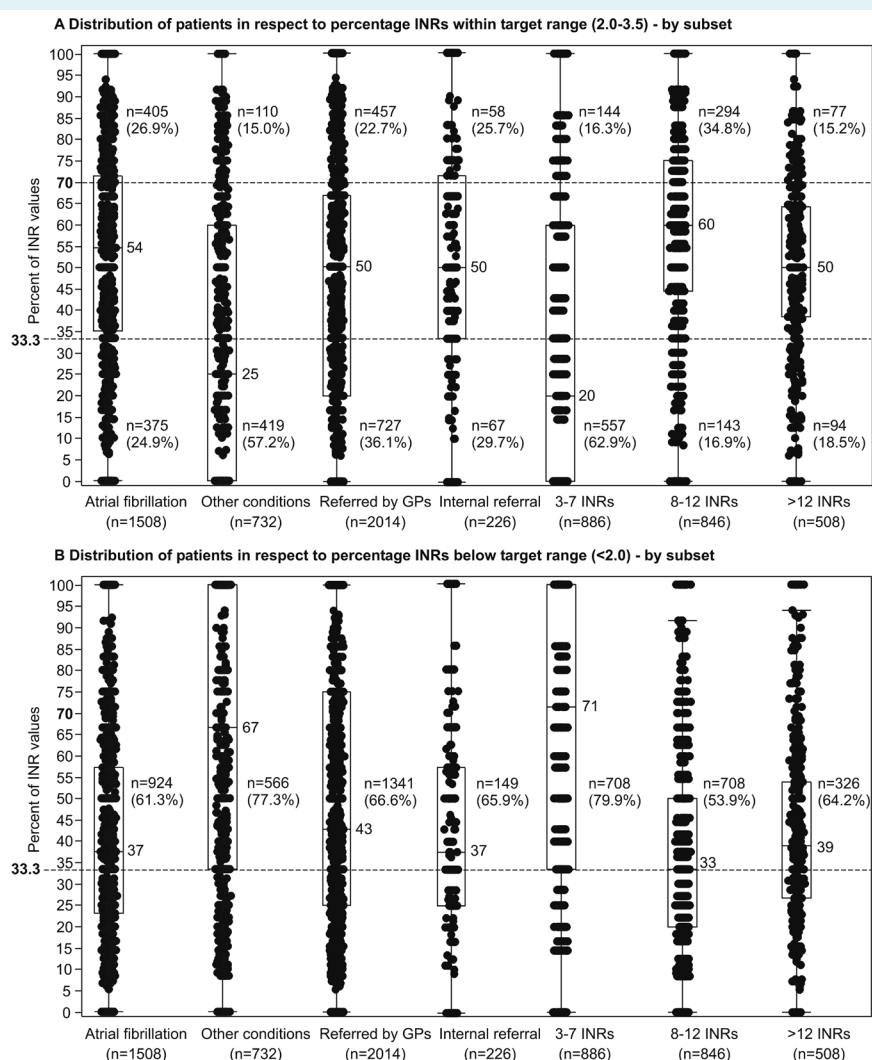 A Distribution of patients in respect to percentage INRs within target range (2.0-3.5) - by subset
Percent of INR values
100
95
90
85
80
75
70
65
60
55
50
45
40
35
33.3
30
25
20
15
10
5
0
n=405 n=110 n=457 n=58 n=144 n=294 n=77
(26.9%) (15.0%) (22.7%) (25.7%) (16.3%) (34.8%) (15.2%)
54 25 50 50 20 60 50
n=375 n=419 n=727 n=67 n=557 n=143 n=94
(24.9%) (57.2%) (36.1%) (29.7%) (62.9%) (16.9%) (18.5%)
Atrial fibrillation Other conditions Referred by GPs Internal referral 3-7 INRs 8-12 INRs >12 INRs
(n=1508) (n=732) (n=2014) (n=226) (n=886) (n=846) (n=508)
B Distribution of patients in respect to percentage INRs below target range (<2.0) - by subset
Percent of INR values
100
95
90
85
80
75
70
65
60
55
50
45
40
35
33.3
30
25
20
15
10
5
0
67 71
n=924 n=566 n=1341 n=149 n=708 n=708 n=326
(61.3%) (77.3%) (66.6%) (65.9%) (79.9%) (53.9%) (64.2%)
37 43 37 33 39
Atrial fibrillation Other conditions Referred by GPs Internal referral 3-7 INRs 8-12 INRs >12 INRs
(n=1508) (n=732) (n=2014) (n=226) (n=886) (n=846) (n=508)